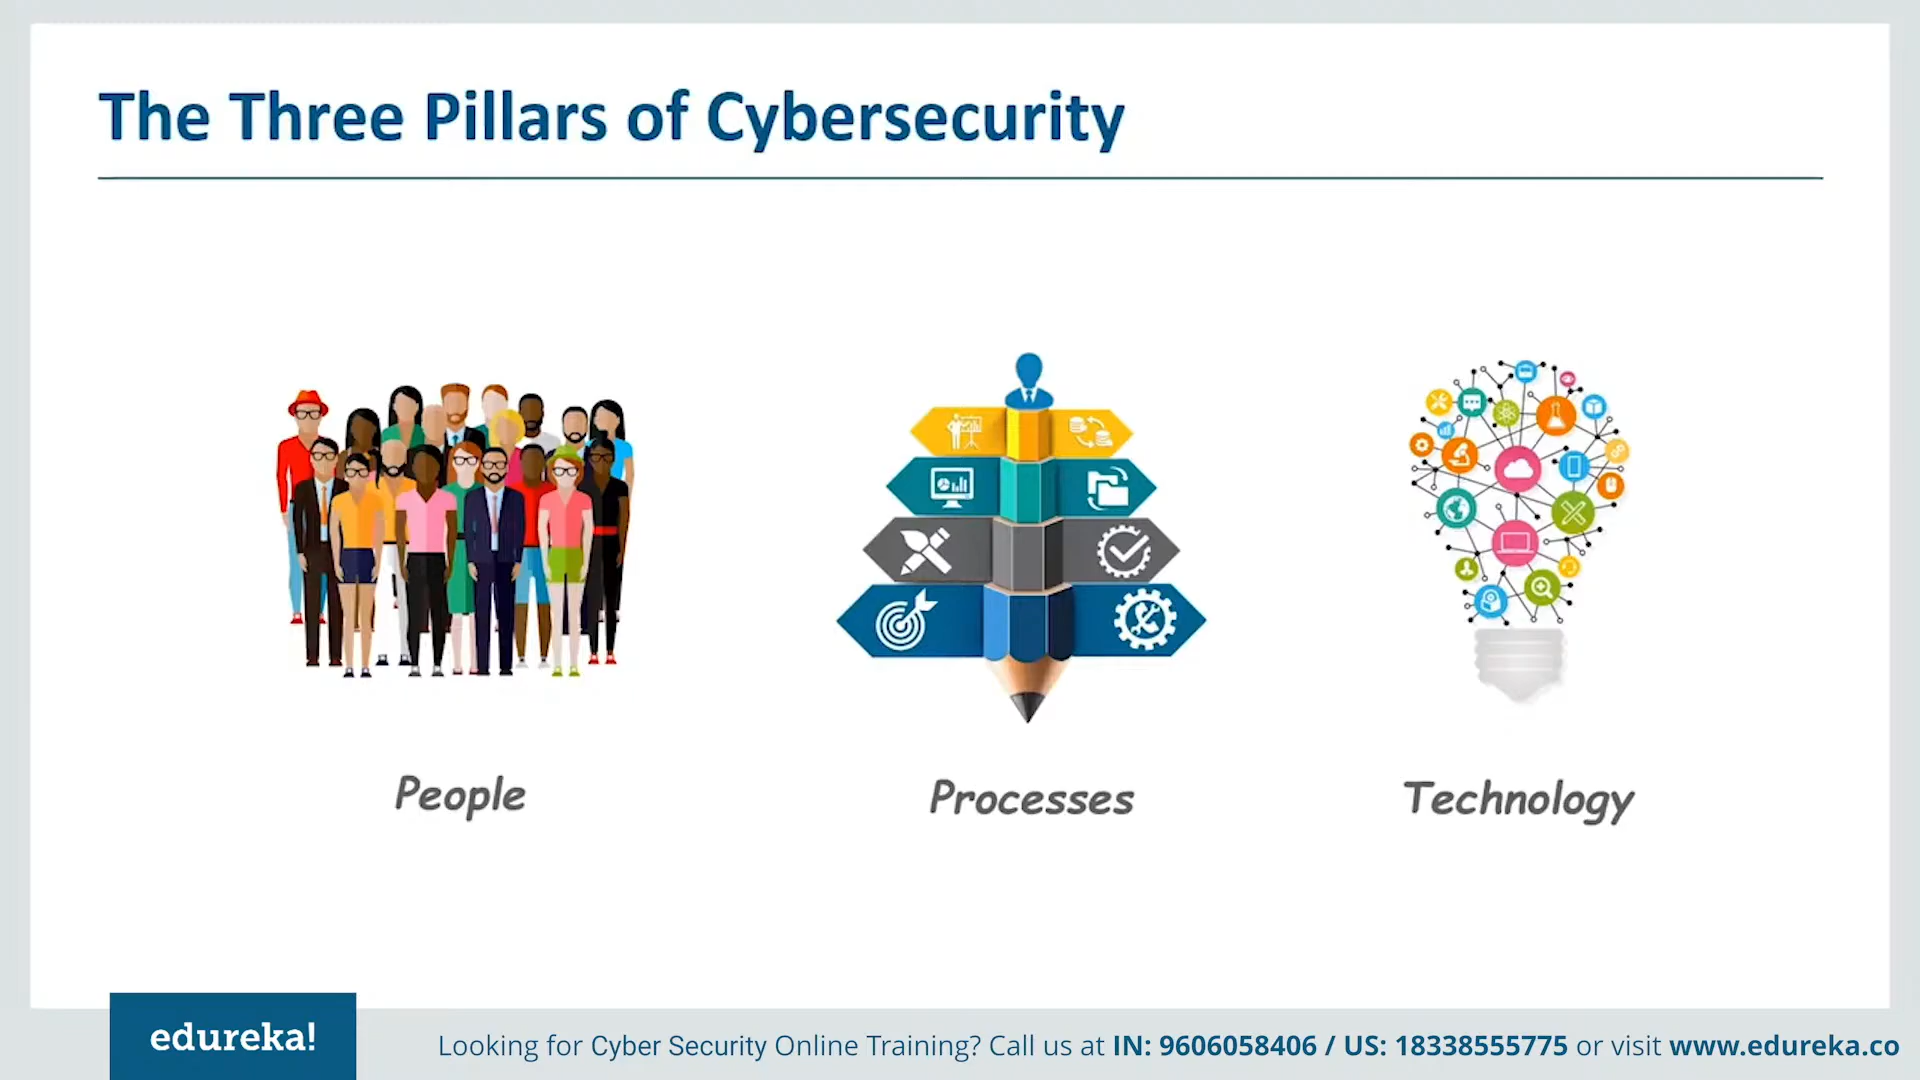 The Three Pillars of Cybersecurity
People
Processes
Technology
edureka!
Looking for Cyber Security Online Training? Call us at IN: 9606058406 / US: 18338555775 or visit www.edureka.co